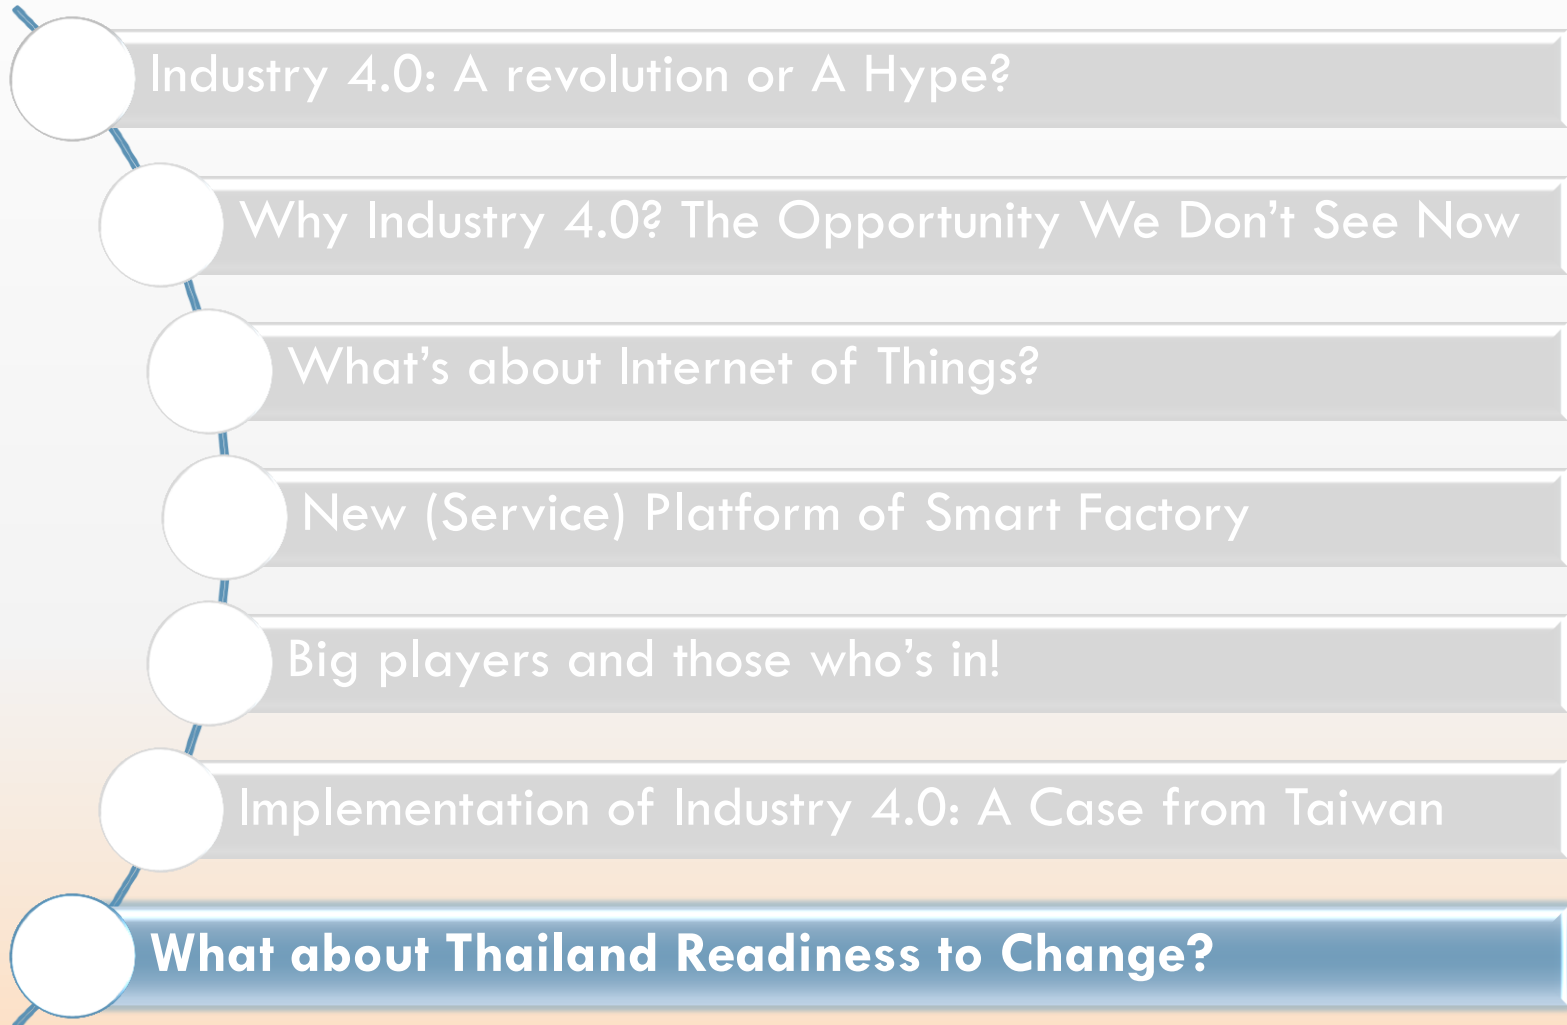 Industry 4.0: A revolution or A Hype?
Why Industry 4.0? The Opportunity We Don’t See Now
What’s about Internet of Things?
New (Service) Platform of Smart Factory
Big players and those who’s in!
Implementation of Industry 4.0: A Case from Taiwan
What about Thailand Readiness to Change?